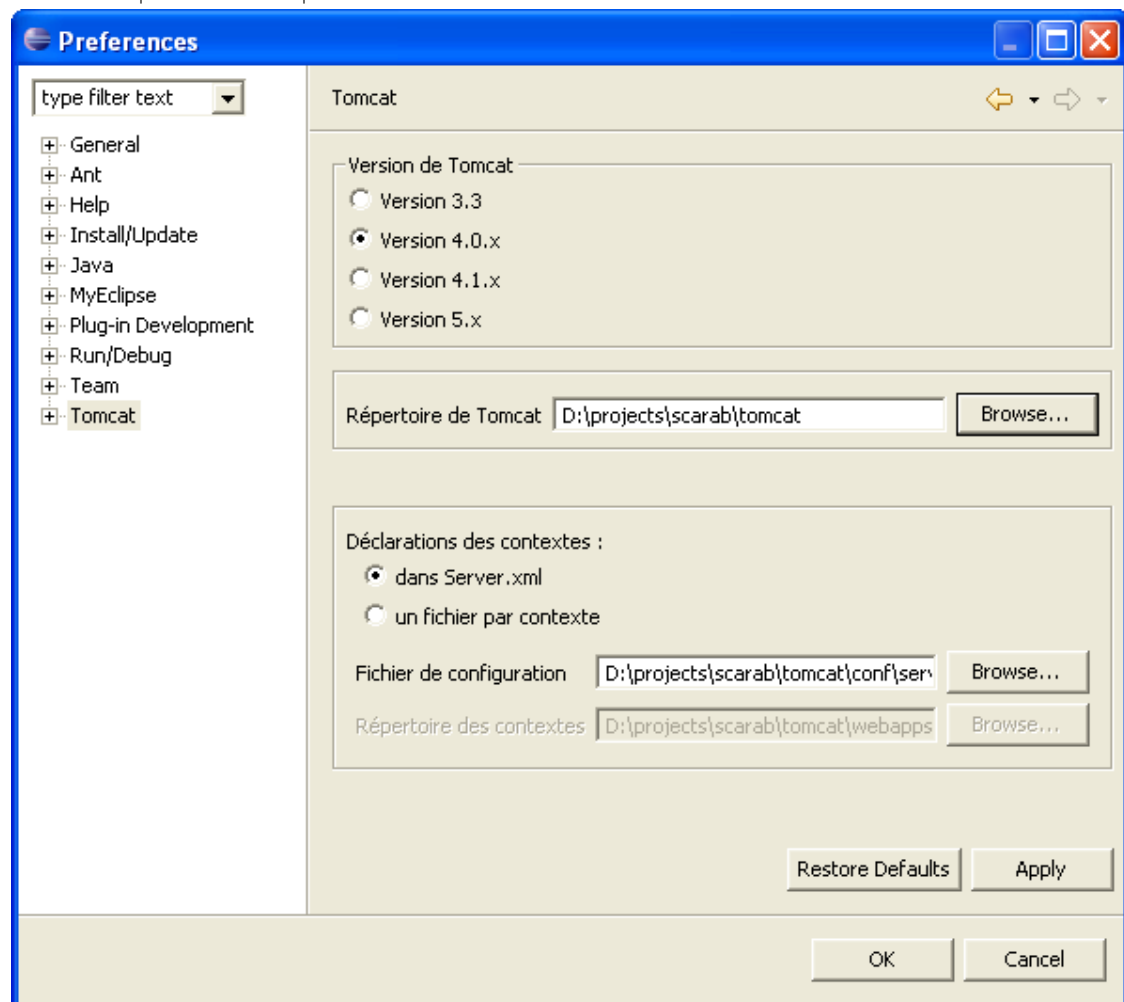 Preferences
type filter text
General
Ant
Help
Install/Update
Java
MyEclipse
Plug-in Development
Run/Debug
Team
Tomcat
Tomcat
Version de Tomcat
Version 3.3
Version 4.0.x
Version 4.1.x
Version 5.x
Répertoire de Tomcat D:\projects\scarab\tomcat Browse...
Déclarations des contextes :
dans Server.xml
un fichier par contexte
Fichier de configuration D:\projects\scarab\tomcat\conf\serv Browse...
Répertoire des contextes D:\projects\scarab\tomcat\webapps Browse...
Restore Defaults Apply
OK Cancel